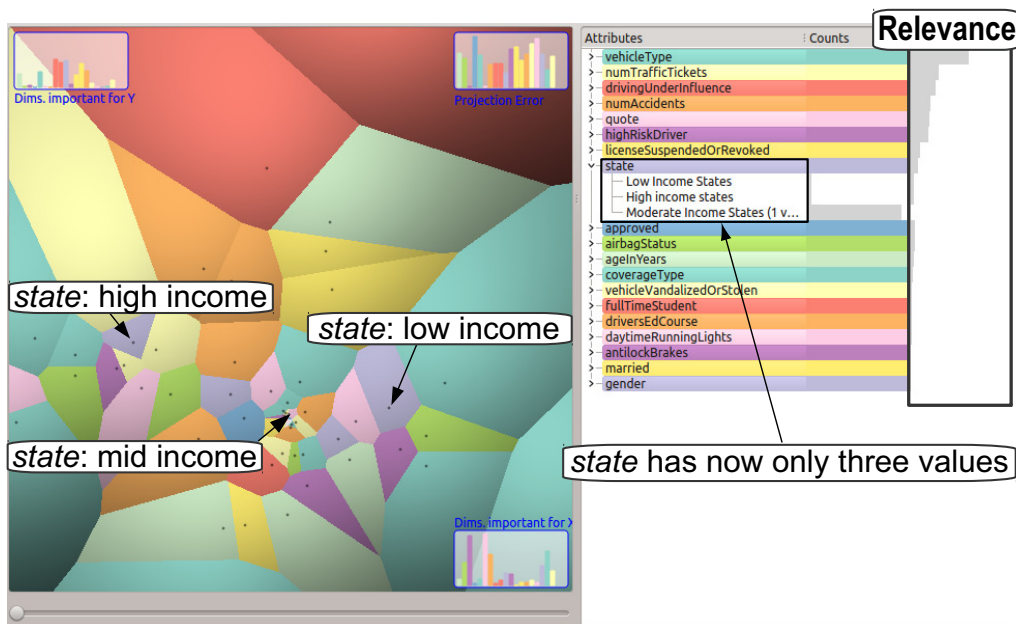 Dims. important for Y
Projection Error
state: high income
state: low income
state: mid income
Dims. important for X
Attributes
Counts
Relevance
vehicleType
numTrafficTickets
drivingUnderInfluence
numAccidents
quote
highRiskDriver
licenseSuspendedOrRevoked
state
Low Income States
High income states
Moderate Income States (1 v...
approved
airbagStatus
ageInYears
coverageType
vehicleVandalizedOrStolen
fullTimeStudent
driversEdCourse
daytimeRunningLights
antilockBrakes
married
gender
state has now only three values